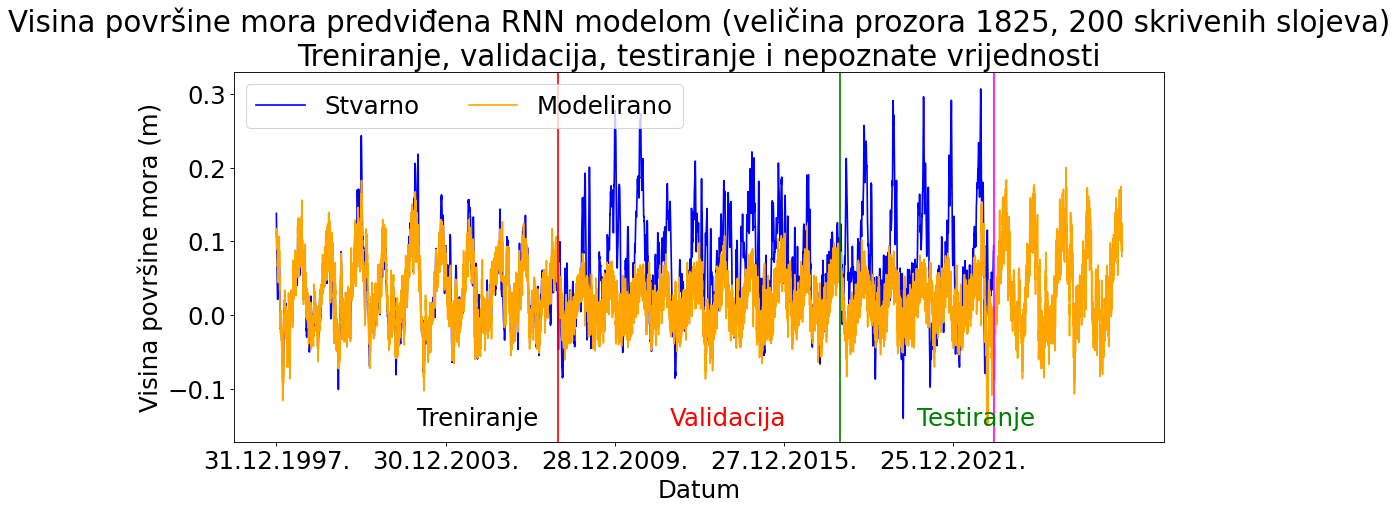 Visina površine mora predviđena RNN modelom (veličina prozora 1825, 200 skrivenih slojeva)
Treniranje, validacija, testiranje i nepoznate vrijednosti
Stvarno
Modelirano
Visina površine mora (m)
0.3
0.2
0.1
0.0
−0.1
Treniranje
Validacija
Testiranje
31.12.1997.
30.12.2003.
28.12.2009.
27.12.2015.
25.12.2021.
Datum